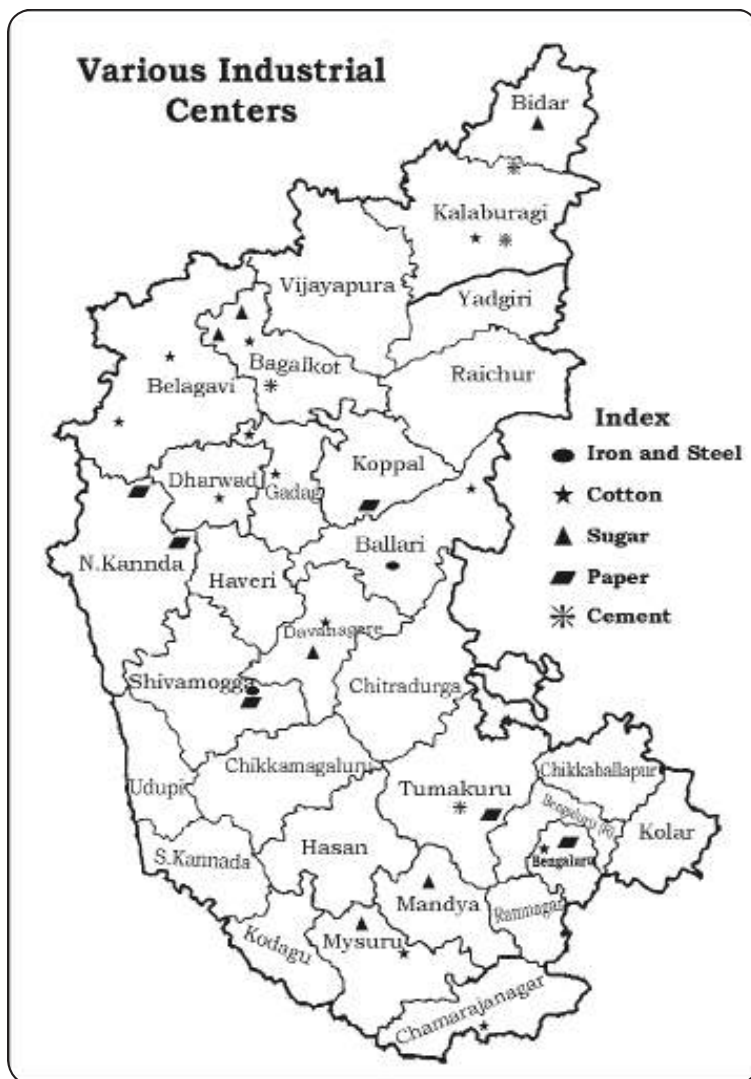 Various Industrial
Centers
Bidar
Kalaburagi
Vijayapura
Yadgiri
Bagalkot
Belagavi
Raichur
Index
Iron and Steel
Koppal
Dharwad
Gadag
Cotton
Sugar
Ballari
N.Kannda
Haveri
Paper
Cement
Davanagere
Shivamogga
Chitradurga
Chikkamagaluru
Chikkaballapur
Udupi
Tumakuru
Bengaluru (R)
Kolar
Hasan
S.Kannada
Bengaluru
Mandya
Ramnagar
Mysuru
Kodagu
Chamarajanagar